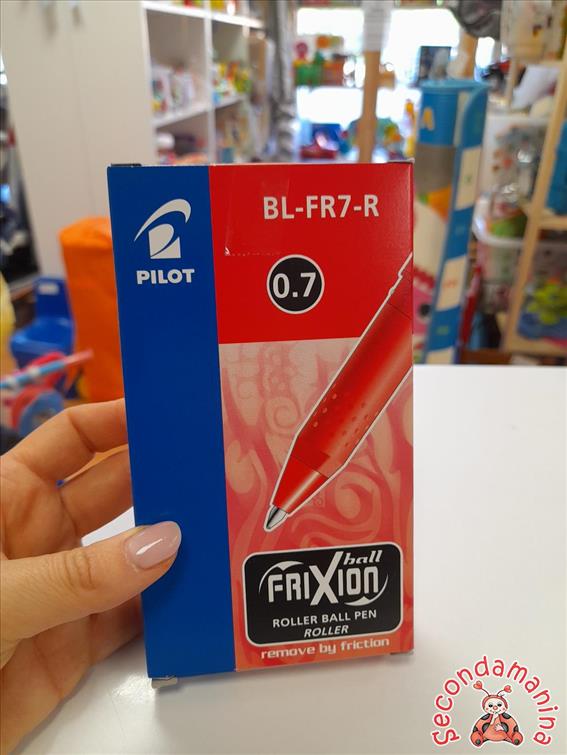 BL-FR7-R
PILOT
0.7
ball
FRIXION
ROLLER BALL PEN
ROLLER
remove by friction
Secondamanina